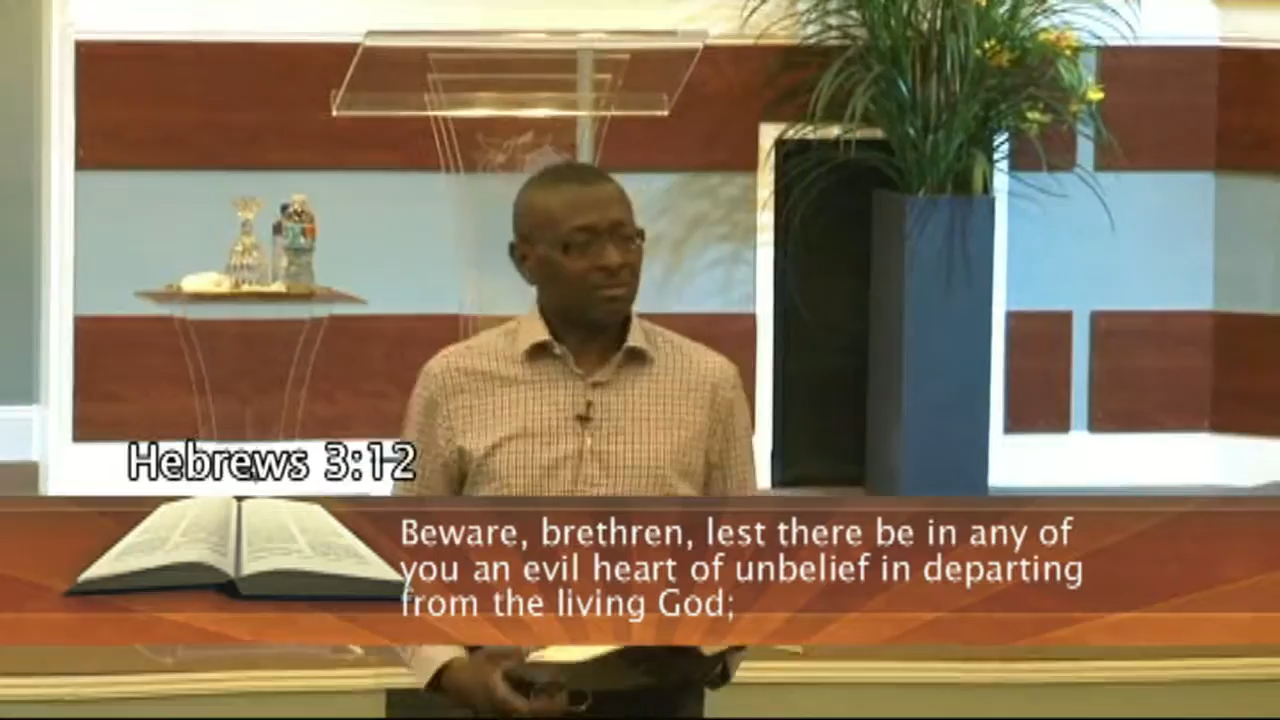 Hebrews 3:12
Beware, brethren, lest there be in any of
you an evil heart of unbelief in departing
from the living God;